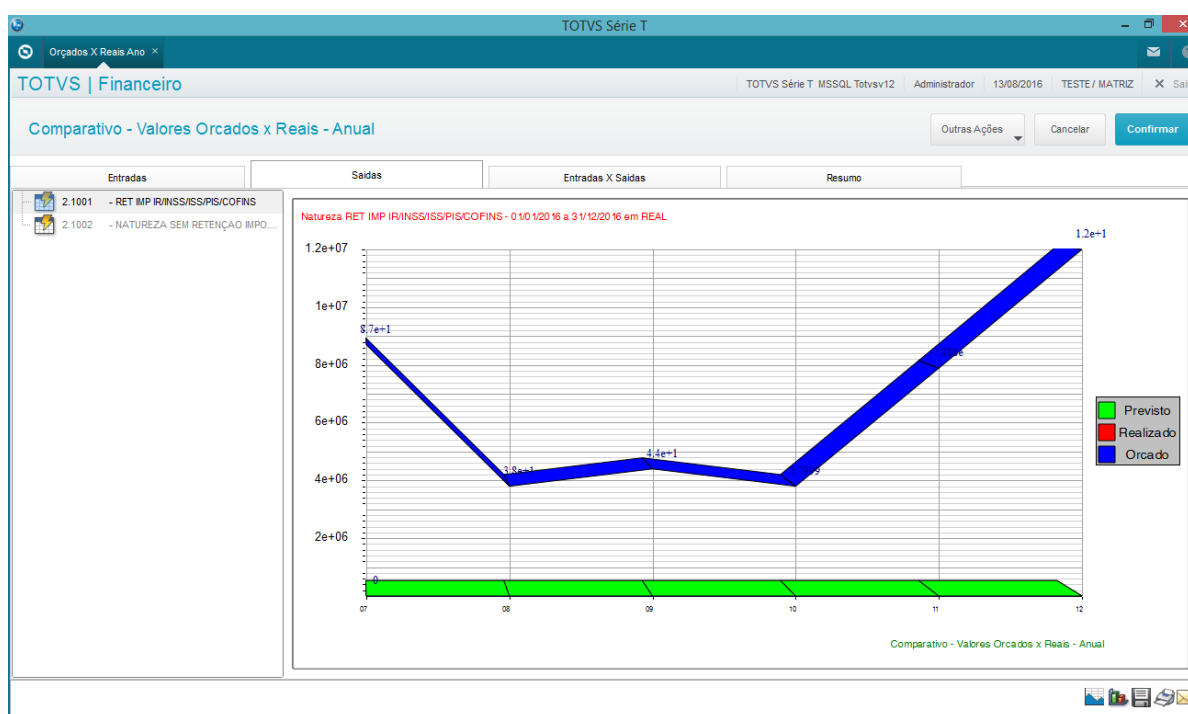 TOTVS Série T
Orçados X Reais Ano ×
TOTVS | Financeiro
TOTVS Série T MSSQL Totvsv12 Administrador 13/08/2016 TESTE / MATRIZ X Sai
Comparativo - Valores Orcados x Reais - Anual
Outras Ações Cancelar Confirmar
Entradas Saidas Entradas X Saidas Resumo
2.1001 - RET IMP IR/INSS/ISS/PIS/COFINS
2.1002 - NATUREZA SEM RETENÇAO IMPO...
Natureza RET IMP IR/INSS/ISS/PIS/COFINS - 01/01/2016 a 31/12/2016 em REAL
1.2e+1
1.2e+07
1e+07
8.7e+1
8e+06
6e+06
4.4e+1
3.8e+1
4e+06
2e+06
0
07 08 09 10 11 12
Previsto
Realizado
Orcado
Comparativo - Valores Orcados x Reais - Anual